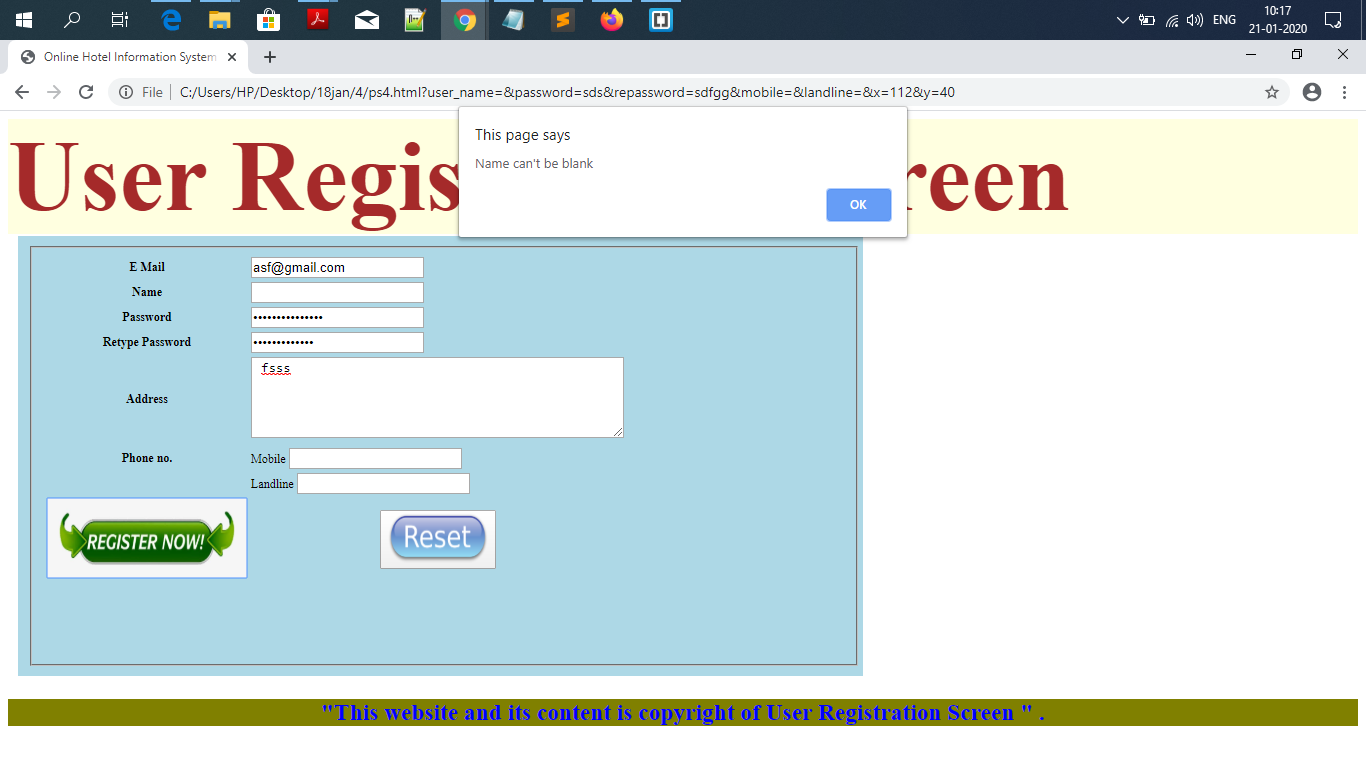 ENG
10:17
21-01-2020
Online Hotel Information System
File C:/Users/HP/Desktop/18jan/4/ps4.html?user_name=&password=sds&repassword=sdfgg&mobile=&landline=&x=112&y=40
This page says
Name can't be blank
OK
User Regis reen
E Mail asf@gmail.com
Name
Password •••••••••••••••
Retype Password •••••••••••••
Address fsss
Phone no. Mobile
Landline
REGISTER NOW! Reset
"This website and its content is copyright of User Registration Screen " .